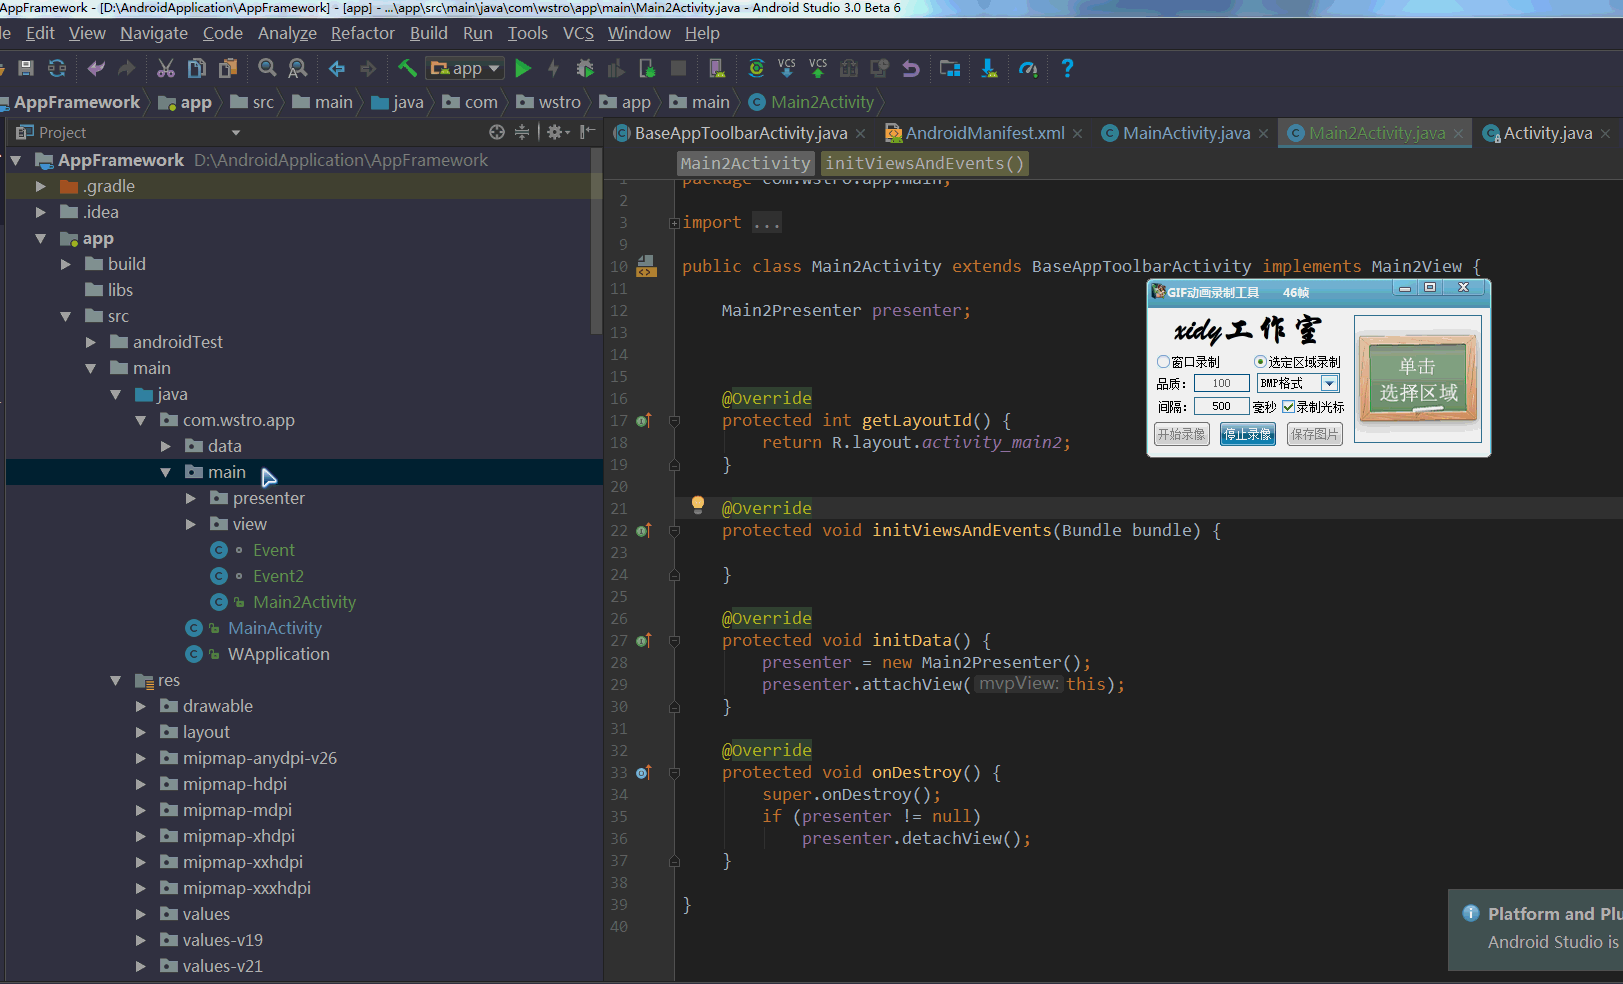 AppFramework - [D:\AndroidApplication\AppFramework] - [app] - ...\app\src\main\java\com\wstro\app\main\Main2Activity.java - Android Studio 3.0 Beta 6
Edit View Navigate Code Analyze Refactor Build Run Tools VCS Window Help
app VCS VCS ?
AppFramework app src main java com wstro app main Main2Activity
Project
BaseAppToolbarActivity.java AndroidManifest.xml MainActivity.java Main2Activity.java Activity.java
Main2Activity initViewsAndEvents()
AppFramework D:\AndroidApplication\AppFramework
.gradle
.idea
app
build
libs
src
androidTest
main
java
com.wstro.app
data
main
presenter
view
Event
Event2
Main2Activity
MainActivity
WApplication
res
drawable
layout
mipmap-anydpi-v26
mipmap-hdpi
mipmap-mdpi
mipmap-xhdpi
mipmap-xxhdpi
mipmap-xxxhdpi
values
values-v19
values-v21
1 package com.wstro.app.main;
2
3 import ...
9
10 public class Main2Activity extends BaseAppToolbarActivity implements Main2View {
11
12 Main2Presenter presenter;
13
14
15
16 @Override
17 protected int getLayoutId() {
18 return R.layout.activity_main2;
19 }
20
21 @Override
22 protected void initViewsAndEvents(Bundle bundle) {
23
24 }
25
26 @Override
27 protected void initData() {
28 presenter = new Main2Presenter();
29 presenter.attachView( mvpView: this);
30 }
31
32 @Override
33 protected void onDestroy() {
34 super.onDestroy();
35 if (presenter != null)
36 presenter.detachView();
37 }
38
39 }
40
GIF动画录制工具 46帧
xidy工作室
窗口录制 选定区域录制
品质： 100 BMP格式
间隔： 500 毫秒 录制光标
开始录像 停止录像 保存图片
单击
选择区域
Platform and Plu
Android Studio is